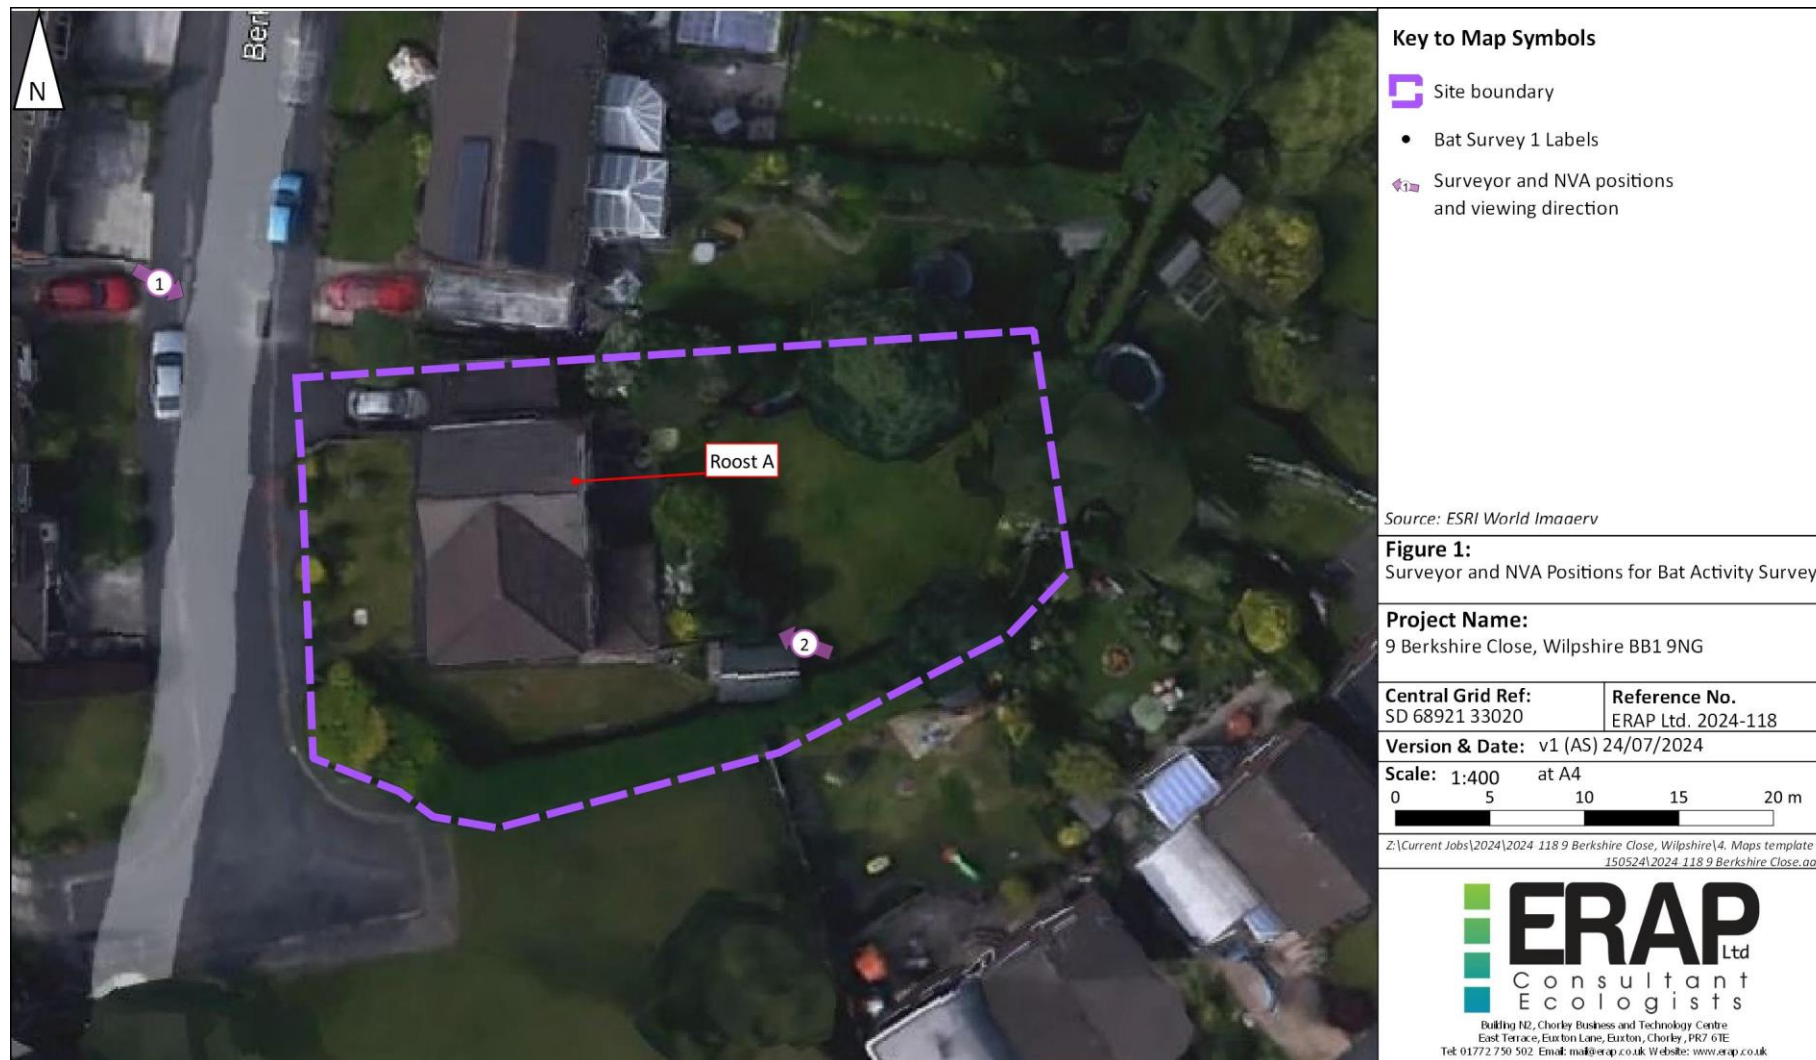 N
Ber
1
Roost A
2
Key to Map Symbols
Site boundary
Bat Survey 1 Labels
1
Surveyor and NVA positions
and viewing direction
Source: ESRI World Imagery
Figure 1:
Surveyor and NVA Positions for Bat Activity Survey
Project Name:
9 Berkshire Close, Wilpshire BB1 9NG
Central Grid Ref:
SD 68921 33020
Reference No.
ERAP Ltd. 2024-118
Version & Date: v1 (AS) 24/07/2024
Scale: 1:400 at A4
0 5 10 15 20 m
Z:\Current Jobs\2024\2024 118 9 Berkshire Close, Wilpshire\4. Maps template
150524\2024 118 9 Berkshire Close.qg
ERAP
Ltd
Consultant
Ecologists
Building N2, Chorley Business and Technology Centre
East Terrace, Euxton Lane, Euxton, Chorley, PR7 6TE
Tel: 01772 750 502 Email: mail@erap.co.uk Website: www.erap.co.uk